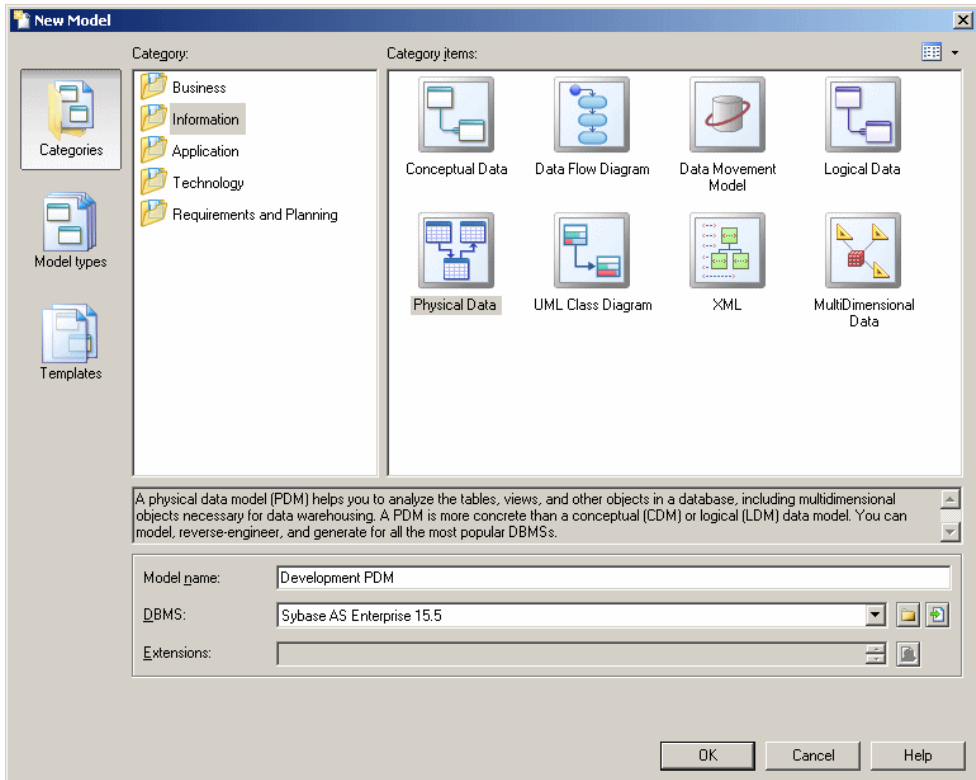 New Model
Category:
Category items:
Categories
Model types
Templates
Business
Information
Application
Technology
Requirements and Planning
Conceptual Data
Data Flow Diagram
Data Movement
Model
Logical Data
Physical Data
UML Class Diagram
XML
MultiDimensional
Data
A physical data model (PDM) helps you to analyze the tables, views, and other objects in a database, including multidimensional
objects necessary for data warehousing. A PDM is more concrete than a conceptual (CDM) or logical (LDM) data model. You can
model, reverse-engineer, and generate for all the most popular DBMSs.
Model name:
Development PDM
DBMS:
Sybase AS Enterprise 15.5
Extensions:
OK
Cancel
Help